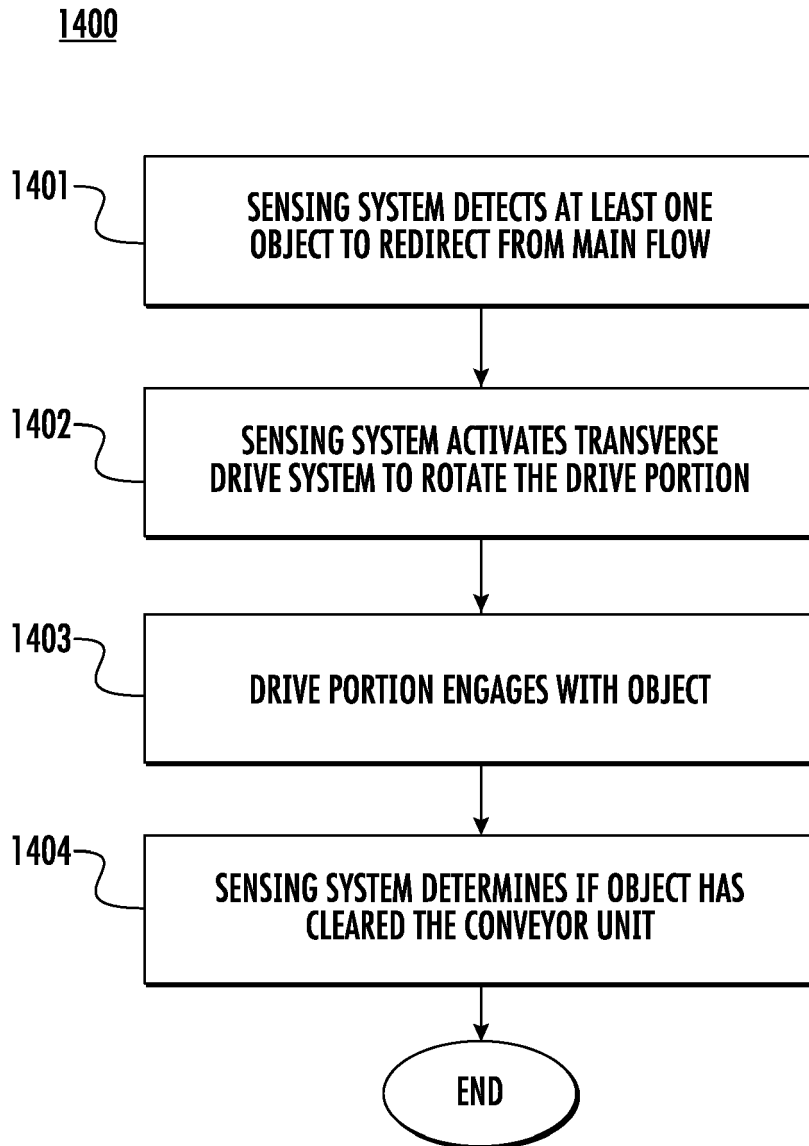 1400
1401
SENSING SYSTEM DETECTS AT LEAST ONE
OBJECT TO REDIRECT FROM MAIN FLOW
1402
SENSING SYSTEM ACTIVATES TRANSVERSE
DRIVE SYSTEM TO ROTATE THE DRIVE PORTION
1403
DRIVE PORTION ENGAGES WITH OBJECT
1404
SENSING SYSTEM DETERMINES IF OBJECT HAS
CLEARED THE CONVEYOR UNIT
END